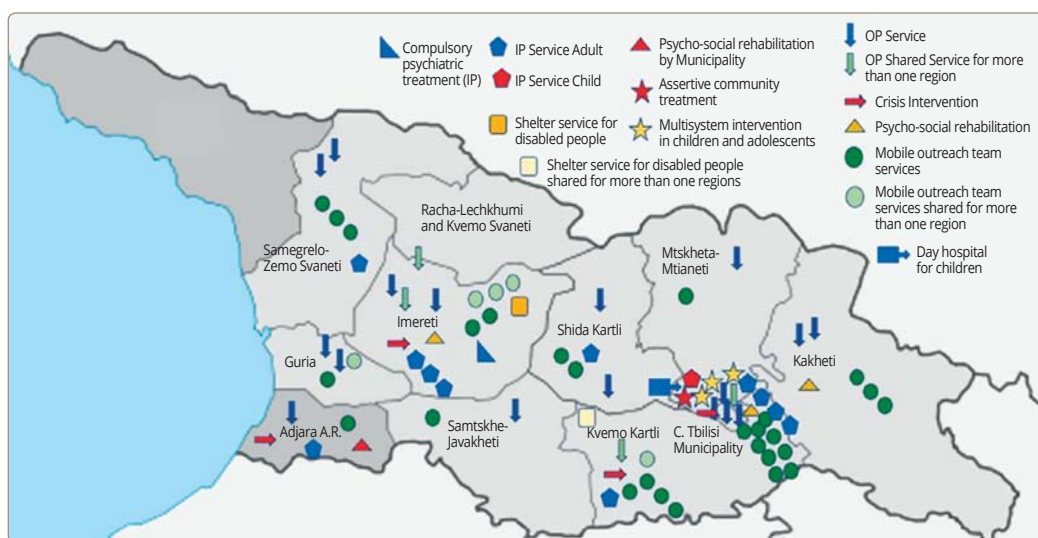 Compulsory
psychiatric
treatment (IP)
IP Service Adult
IP Service Child
Shelter service for
disabled people
Shelter service for disabled people
shared for more than one regions
Psycho-social rehabilitation
by Municipality
Assertive community
treatment
Multisystem intervention
in children and adolescents
OP Service
OP Shared Service for more
than one region
Crisis Intervention
Psycho-social rehabilitation
Mobile outreach team
services
Mobile outreach team
services shared for more
than one region
Day hospital
for children
Racha-Lechkhumi
and Kvemo Svaneti
Samegrelo-
Zemo Svaneti
Mtskheta-
Mtianeti
Imereti
Shida Kartli
Guria
Kakheti
Adjara A.R.
Samtskhe-
Javakheti
Kvemo Kartli
C. Tbilisi
Municipality